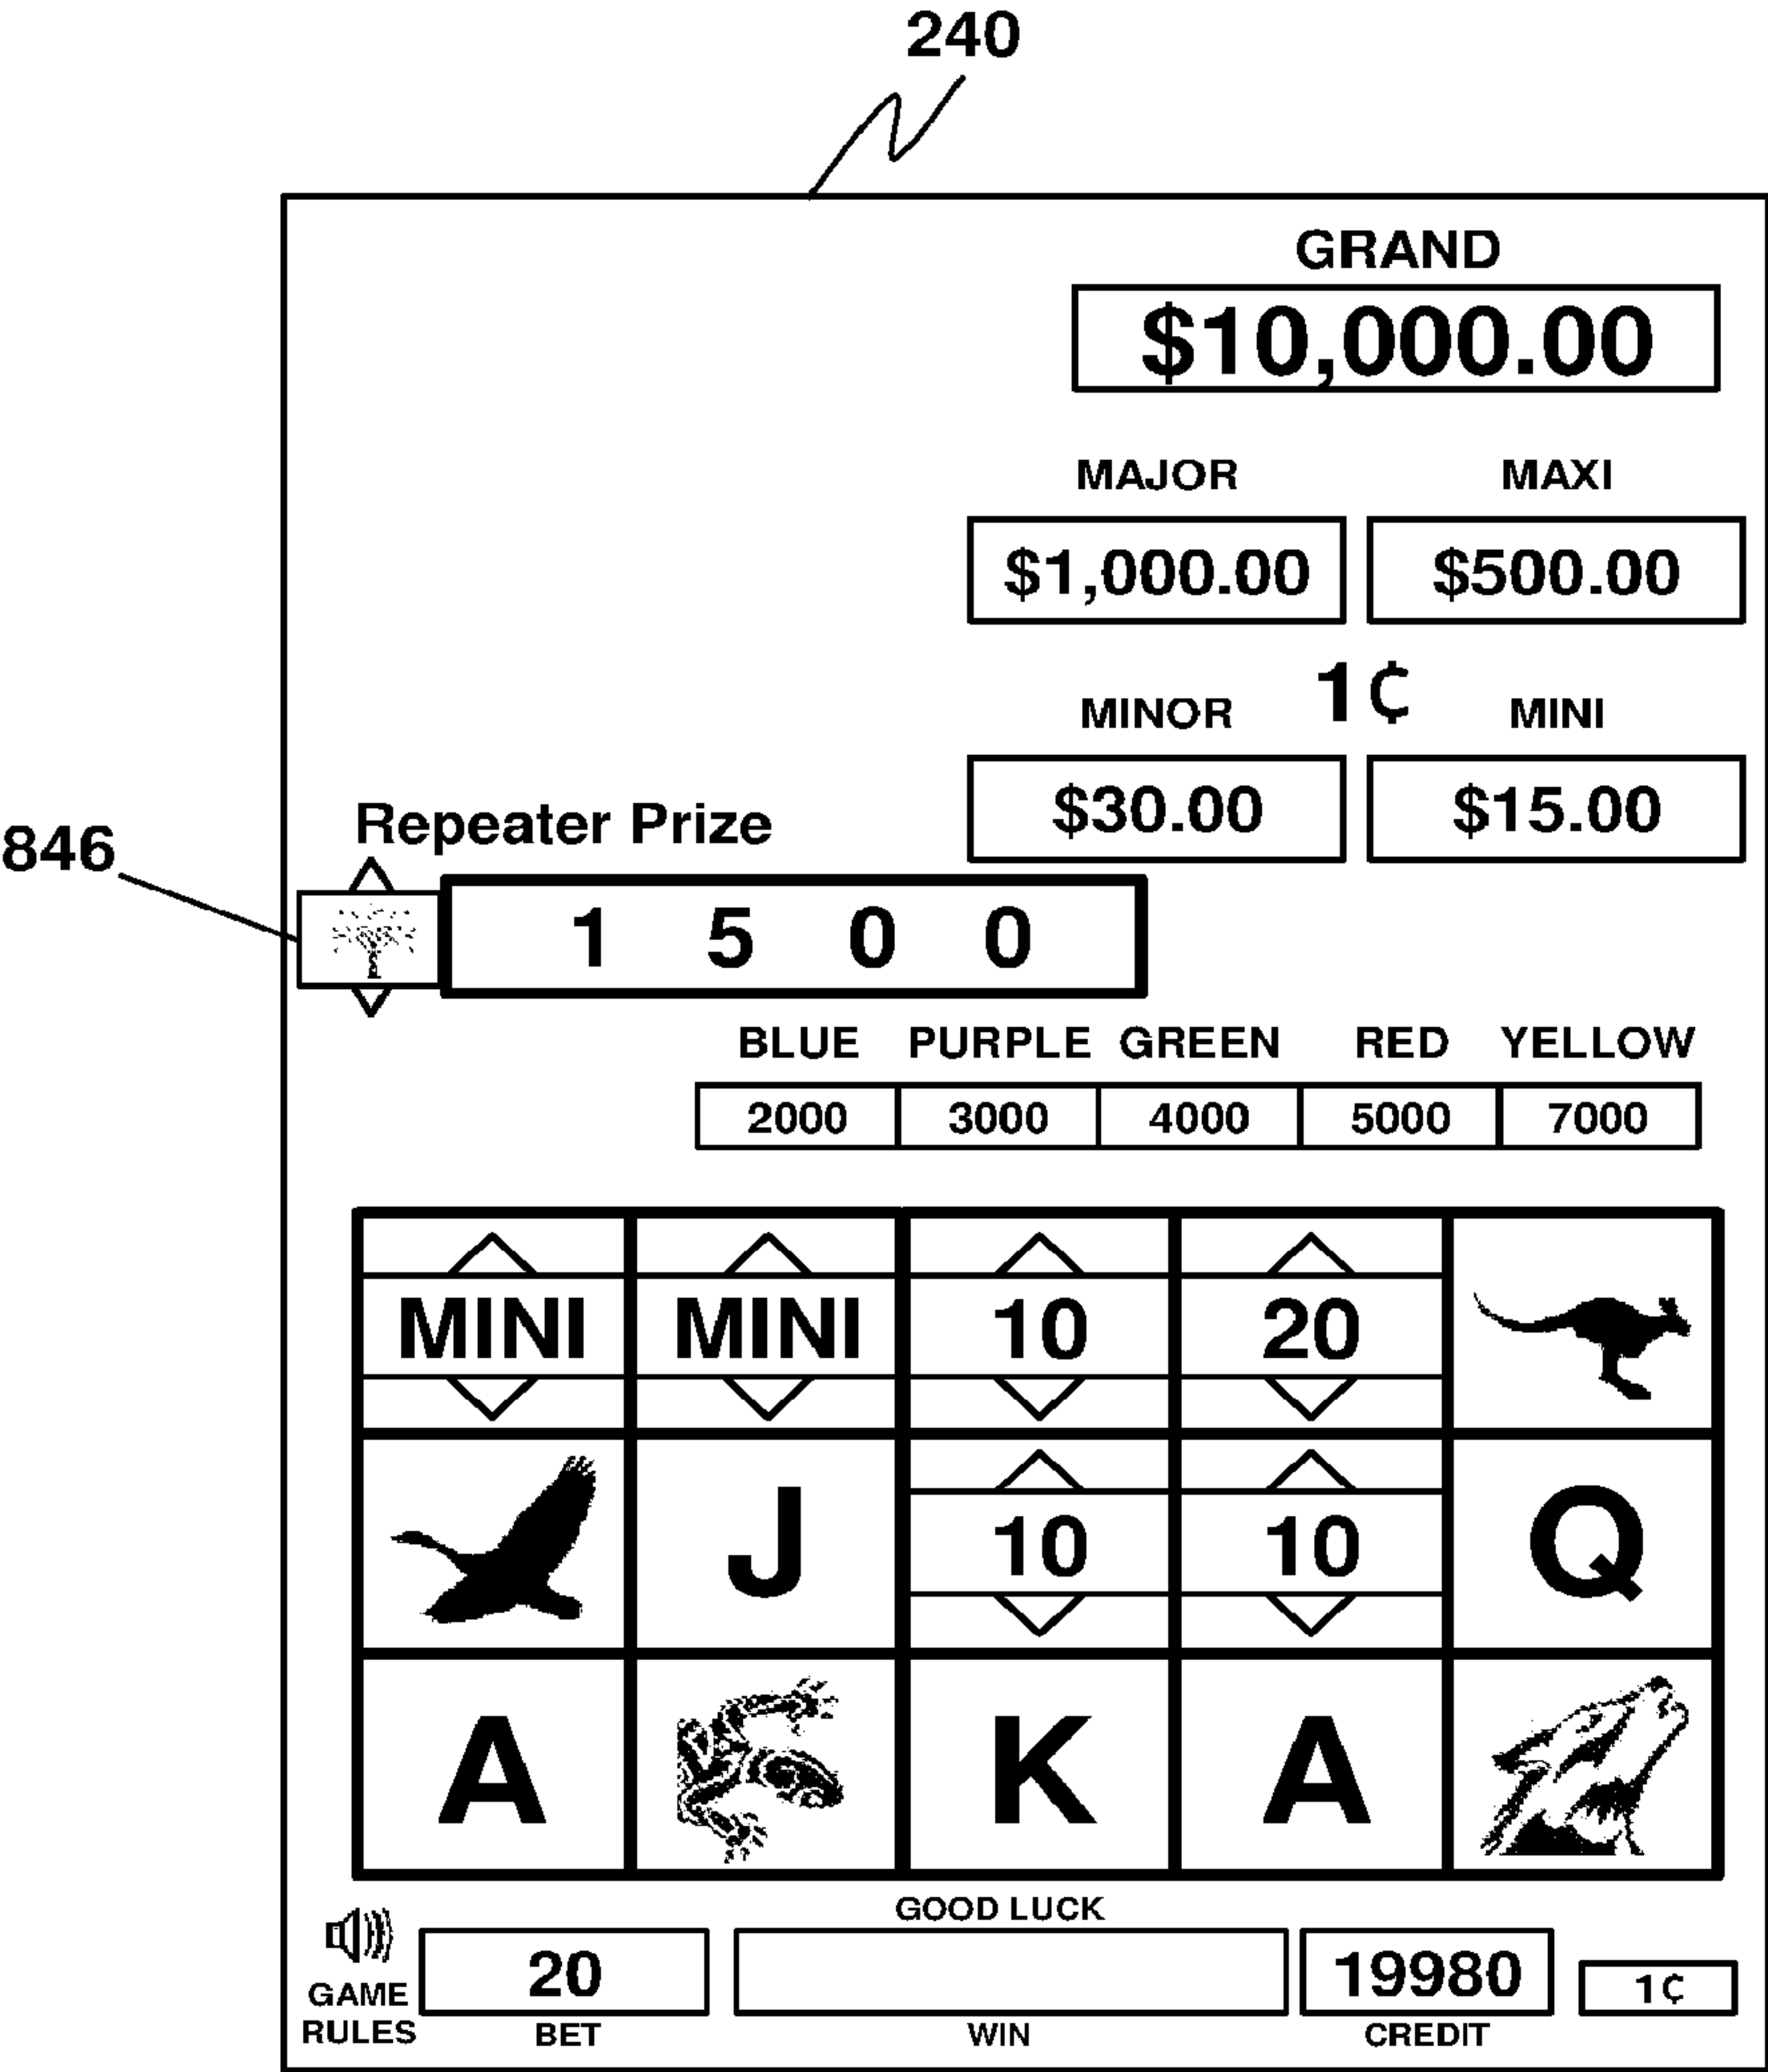 240
GRAND
$10,000.00
MAJOR MAXI
$1,000.00 $500.00
1¢
MINOR MINI
$30.00 $15.00
Repeater Prize
846
1 5 0 0
BLUE PURPLE GREEN RED YELLOW
2000 3000 4000 5000 7000
MINI MINI 10 20
J 10 10 Q
A K A
GOOD LUCK
20 19980 1¢
GAME
RULES BET WIN CREDIT